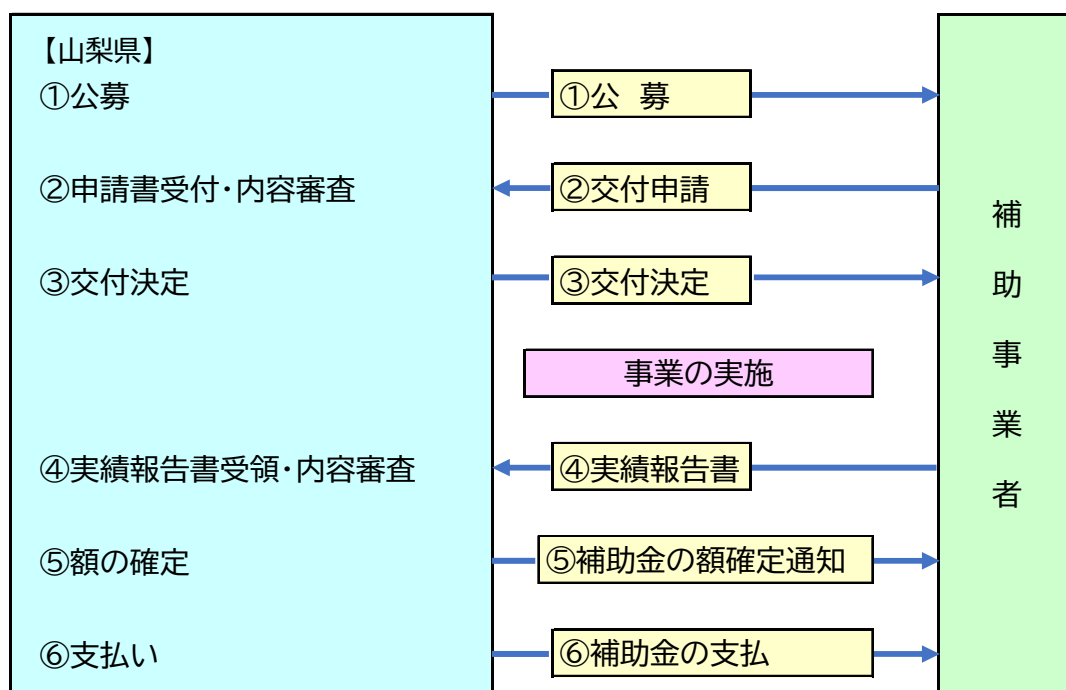 【山梨県】
①公募
①公　募
②申請書受付・内容審査
②交付申請
③交付決定
③交付決定
事業の実施
④実績報告書受領・内容審査
④実績報告書
⑤額の確定
⑤補助金の額確定通知
⑥支払い
⑥補助金の支払
補助事業者